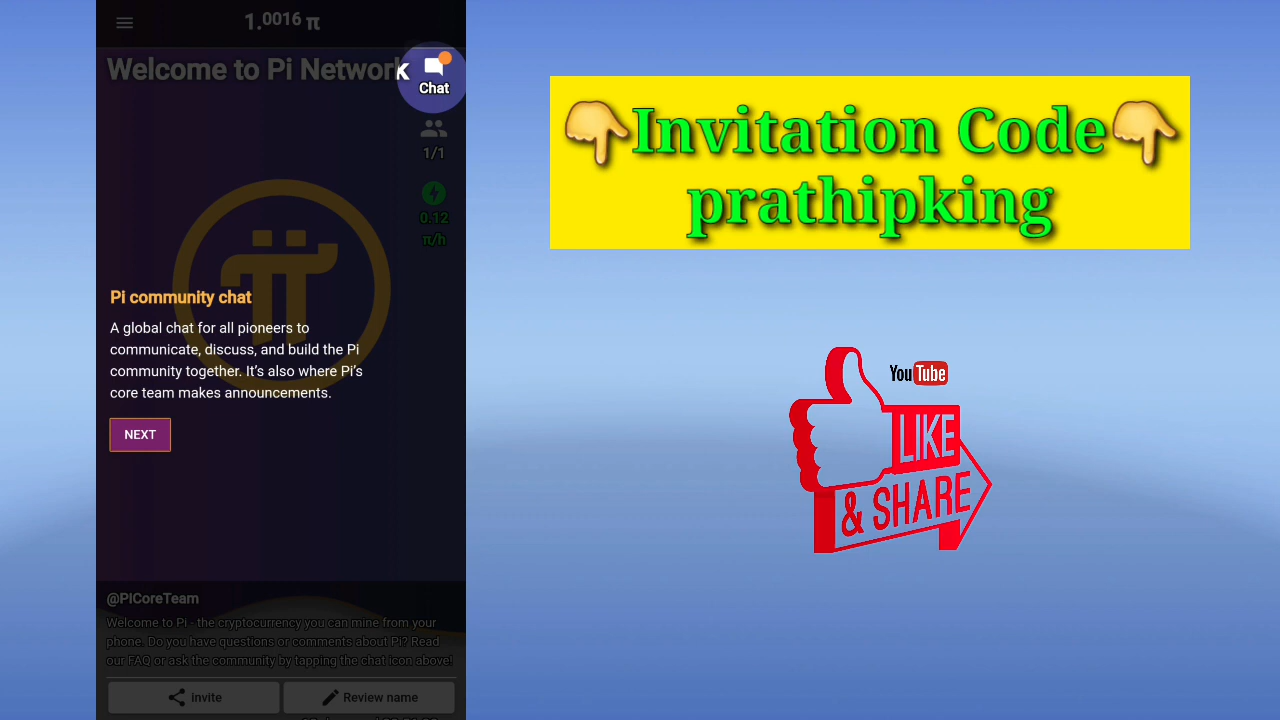 1.0016 π
Welcome to Pi Network
Chat
1/1
0.12
π/h
Pi community chat
A global chat for all pioneers to
communicate, discuss, and build the Pi
community together. It’s also where Pi’s
core team makes announcements.
NEXT
@PICoreTeam
Welcome to Pi - the cryptocurrency you can mine from your
phone. Do you have questions or comments about Pi? Read
our FAQ or ask the community by tapping the chat icon above!
invite
Review name
👇Invitation Code👇
prathipking
YouTube
LIKE
& SHARE